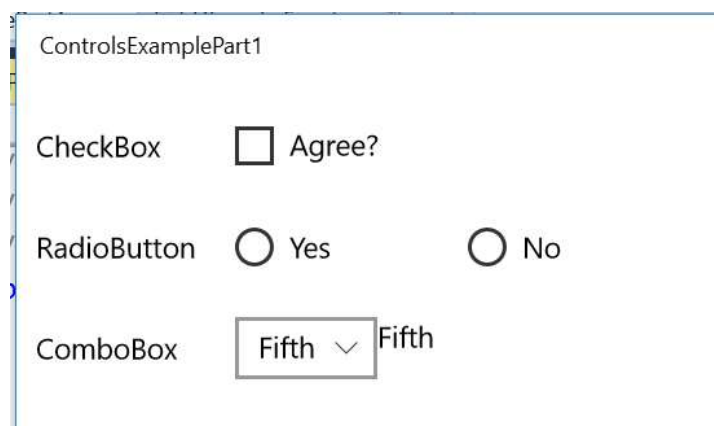 ControlsExamplePart1
CheckBox Agree?
RadioButton Yes No
ComboBox Fifth Fifth